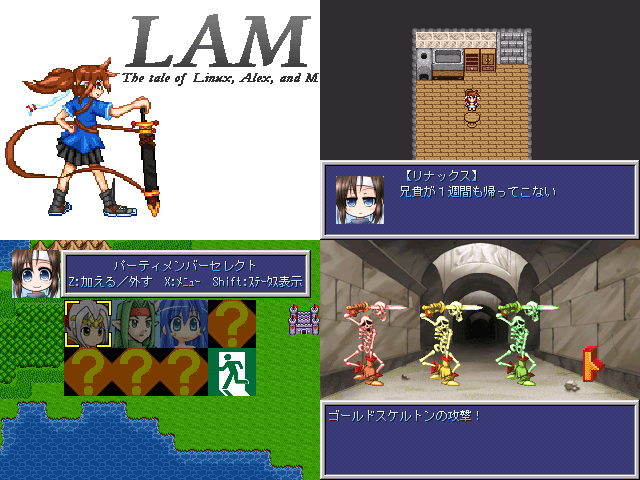 LAM
The tale of Linux, Alex, and M
【リナックス】
兄貴が１週間も帰ってこない
パーティメンバーセレクト
Z:加える／外す X:ﾒﾆｭｰ Shift:ｽﾃｰﾀｽ表示
? 
? ? ?
ゴールドスケルトンの攻撃！